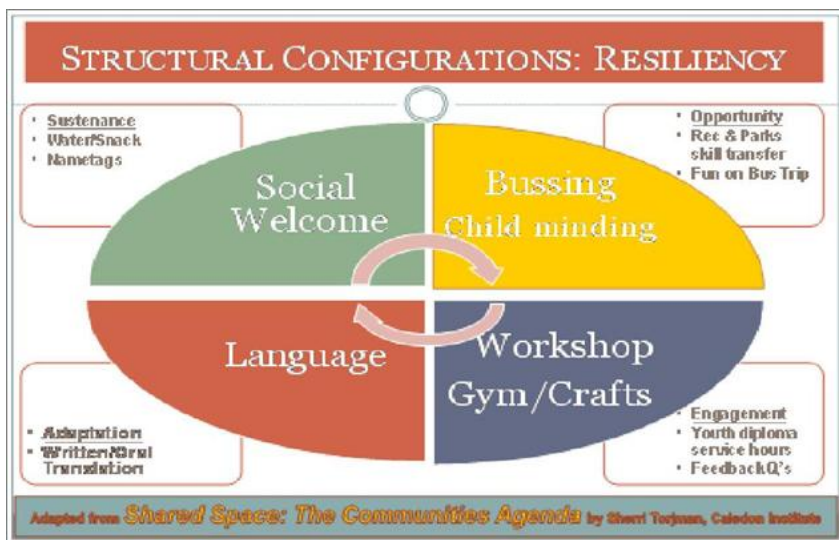 STRUCTURAL CONFIGURATIONS: RESILIENCY
• Sustenance
• Water/Snack
• Nametags
• Opportunity
• Rec & Parks
skill transfer
• Fun on Bus Trip
Social
Welcome
Bussing
Child minding
Language
Workshop
Gym/Crafts
• Adaptation
• Written/Oral
Translation
• Engagement
• Youth diploma
service hours
• Feedback Q's
Adapted from Shared Space: The Communities Agenda by Sherri Torjman, Caledon Institute